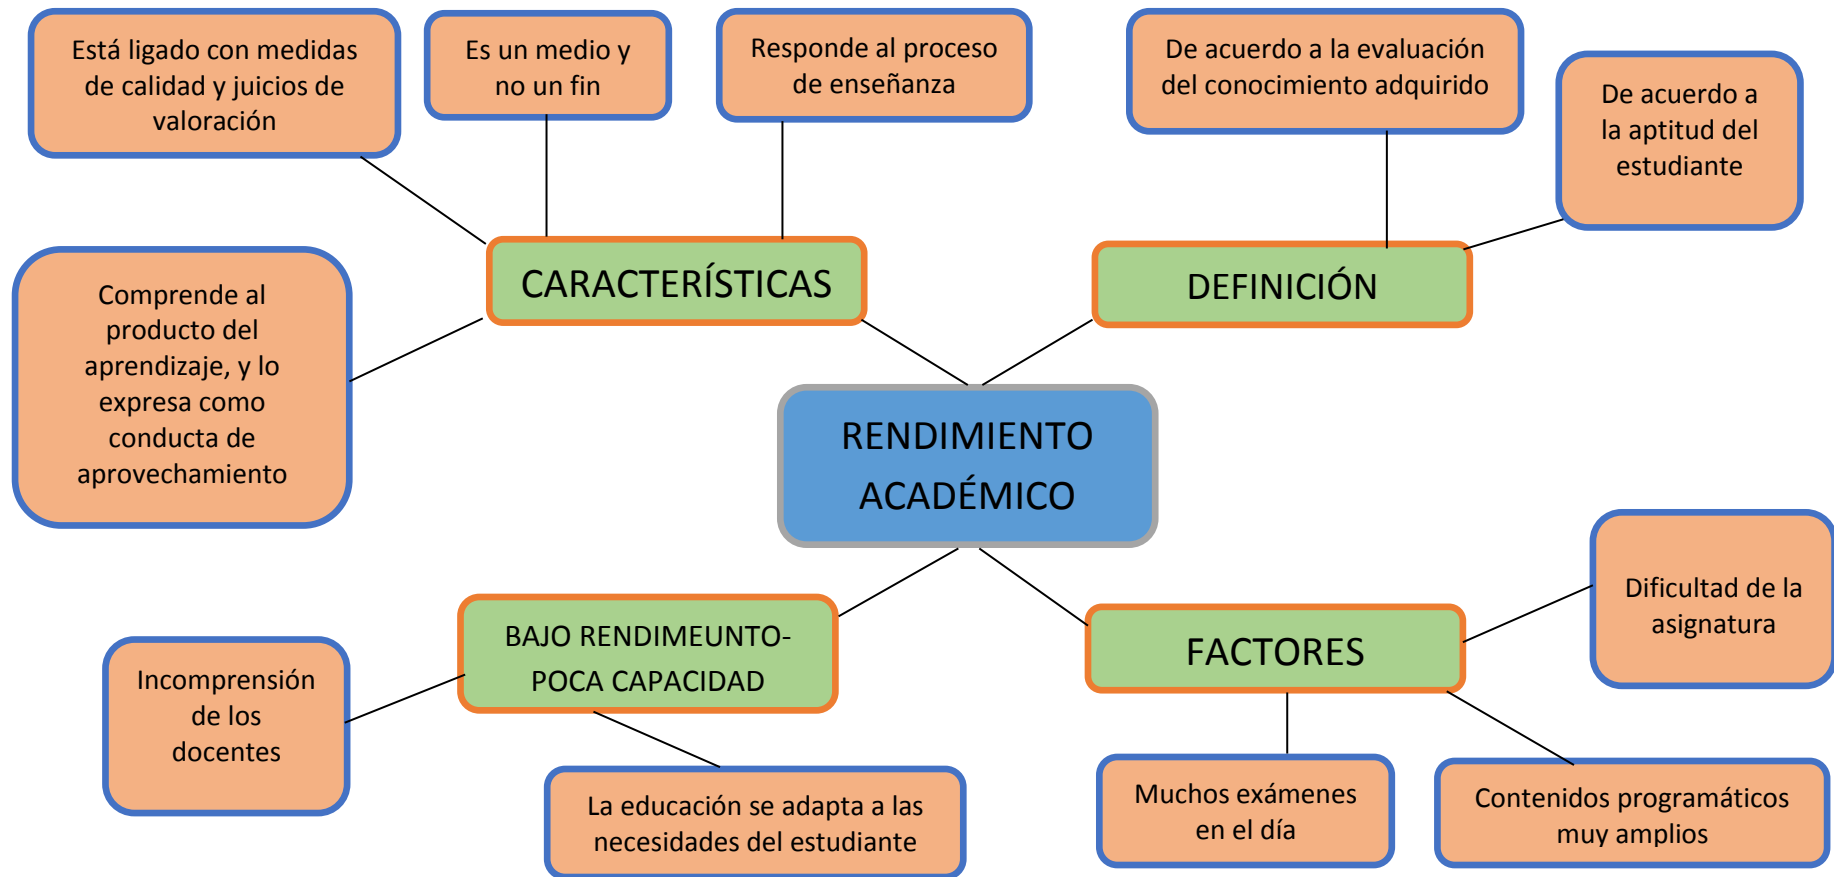 Está ligado con medidas
de calidad y juicios de
valoración
Es un medio y
no un fin
Responde al proceso
de enseñanza
De acuerdo a la evaluación
del conocimiento adquirido
De acuerdo a
la aptitud del
estudiante
CARACTERÍSTICAS
DEFINICIÓN
Comprende al
producto del
aprendizaje, y lo
expresa como
conducta de
aprovechamiento
RENDIMIENTO
ACADÉMICO
BAJO RENDIMEUNTO-
POCA CAPACIDAD
FACTORES
Dificultad de la
asignatura
Incomprensión
de los
docentes
La educación se adapta a las
necesidades del estudiante
Muchos exámenes
en el día
Contenidos programáticos
muy amplios